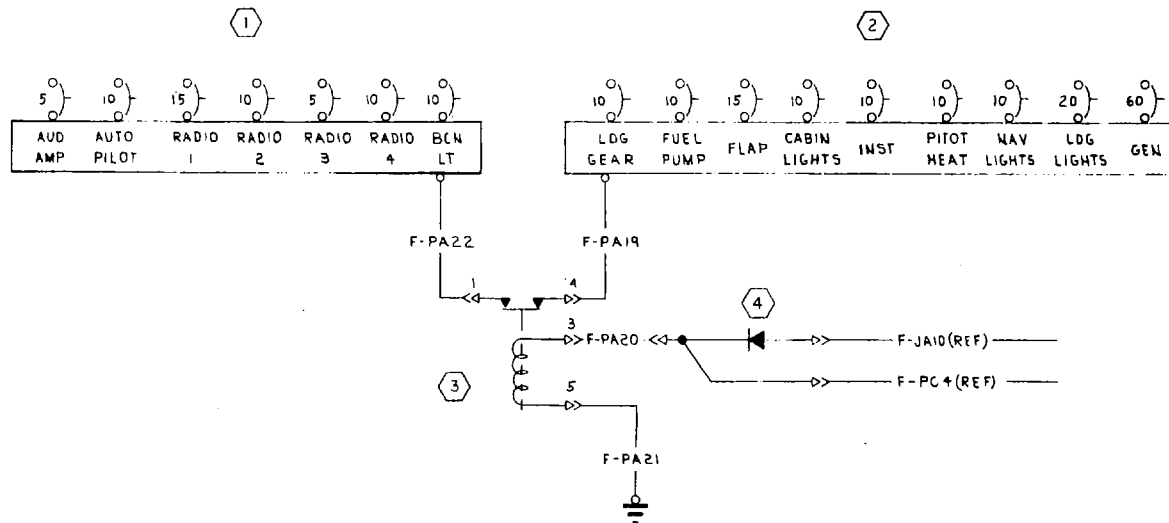 1
2
5 10 15 10 5 10 10
10 10 15 10 10 10 10 20 60
AUD AMP
AUTO PILOT
RADIO 1
RADIO 2
RADIO 3
RADIO 4
BCN LT
LDG GEAR
FUEL PUMP
FLAP
CABIN LIGHTS
INST
PITOT HEAT
NAV LIGHTS
LDG LIGHTS
GEN
F-PA22
F-PA19
1
4
4
3
F-PA20
F-JA10(REF)
3
5
F-PC4(REF)
F-PA21